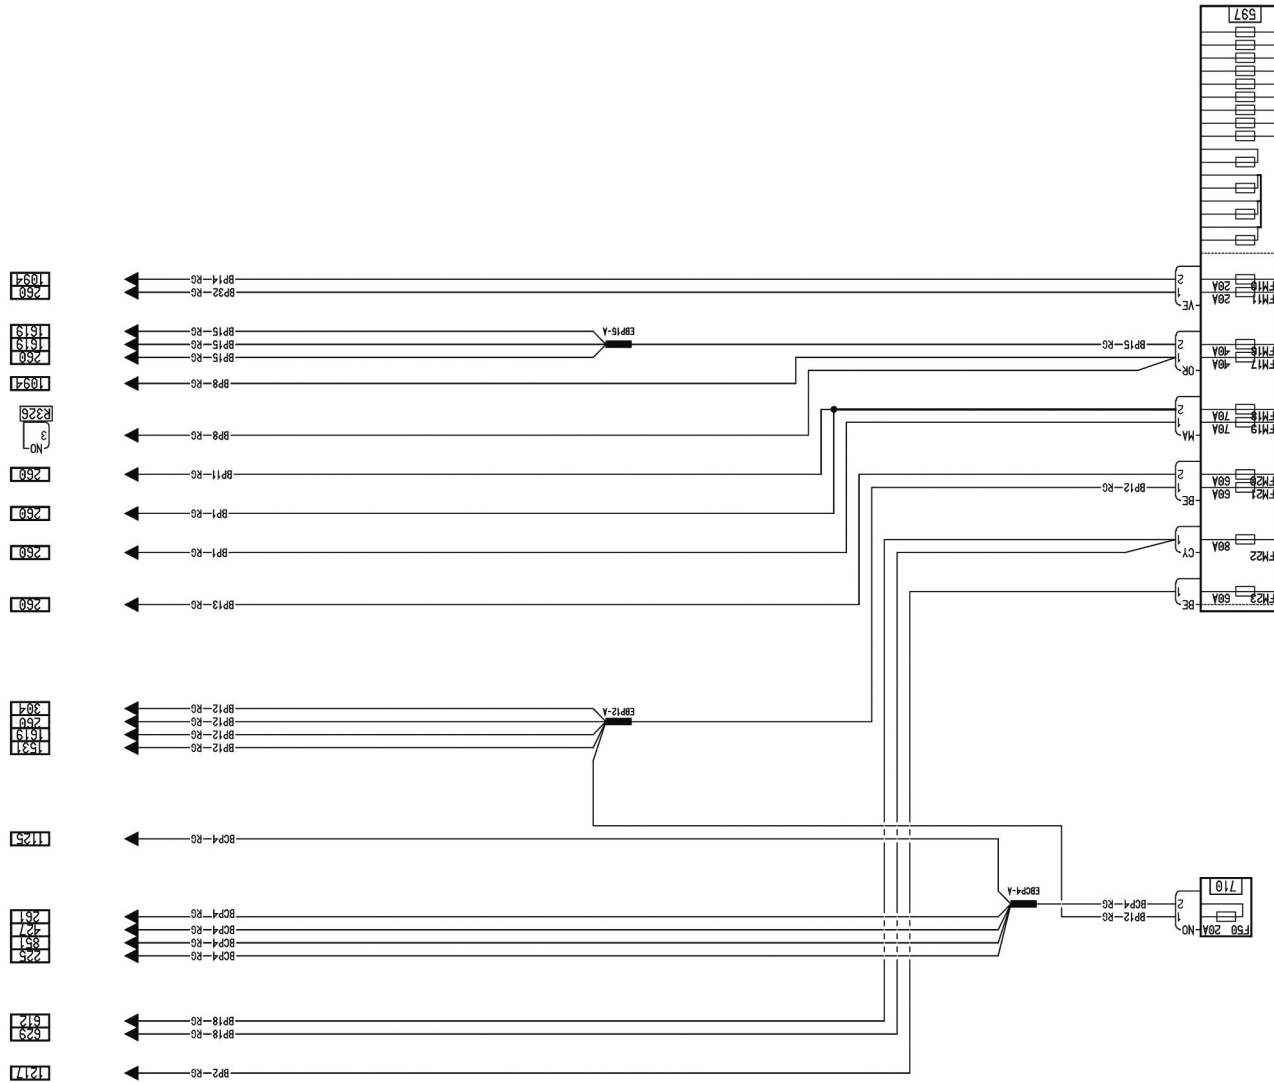 597
1094 BP14-RG 2 20A FM10
260 BP32-RG 1 20A FM11
VE
1619 BP15-RG EBP15-A
1619 BP15-RG BP15-RG 2 40A FM16
260 BP15-RG 1 40A FM17
OR
1094 BP8-RG
R326
3 2 70A FM18
1 70A FM19
BP8-RG MA
NO
260 BP11-RG 2 60A FM20
BP12-RG 1 60A FM21
BE
260 BP1-RG
1 80A FM22
260 BP1-RG CY
1 60A FM23
260 BP13-RG BE
304 BP12-RG EBP12-A
260 BP12-RG
1619 BP12-RG
1531 BP12-RG
1125 BCP4-RG
710
EBCP4-A
BCP4-RG 2
261 BCP4-RG BP12-RG 1
427 BCP4-RG NO 20A F50
851 BCP4-RG
225 BCP4-RG
612 BP18-RG
629 BP18-RG
1217 BP2-RG